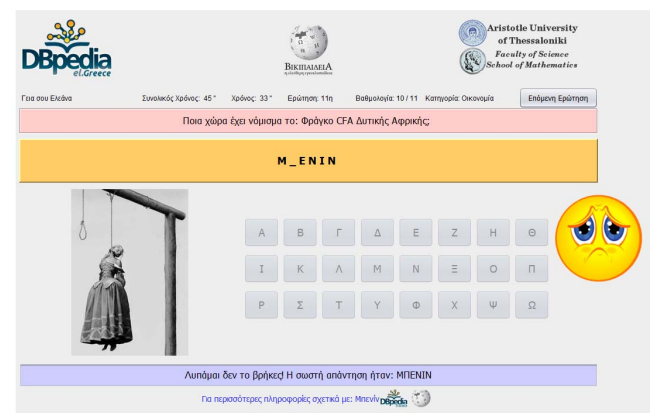 DBpedia
el.Greece
ΒΙΚΙΠΑΙΔΕΙΑ
Aristotle University
of Thessaloniki
Faculty of Science
School of Mathematics
Γεια σου Ελεάνα Συνολικός Χρόνος: 45 '' Χρόνος: 33 '' Ερώτηση: 11η Βαθμολογία: 10 / 11 Κατηγορία: Οικονομία Επόμενη Ερώτηση
Ποια χώρα έχει νόμισμα το: Φράγκο CFA Δυτικής Αφρικής;
Μ _ Ε Ν Ι Ν
Α Β Γ Δ Ε Ζ Η Θ
Ι Κ Λ Μ Ν Ξ Ο Π
Ρ Σ Τ Υ Φ Χ Ψ Ω
Λυπάμαι δεν το βρήκες! Η σωστή απάντηση ήταν: ΜΠΕΝΙΝ
Για περισσότερες πληροφορίες σχετικά με: Μπενίν DBpedia